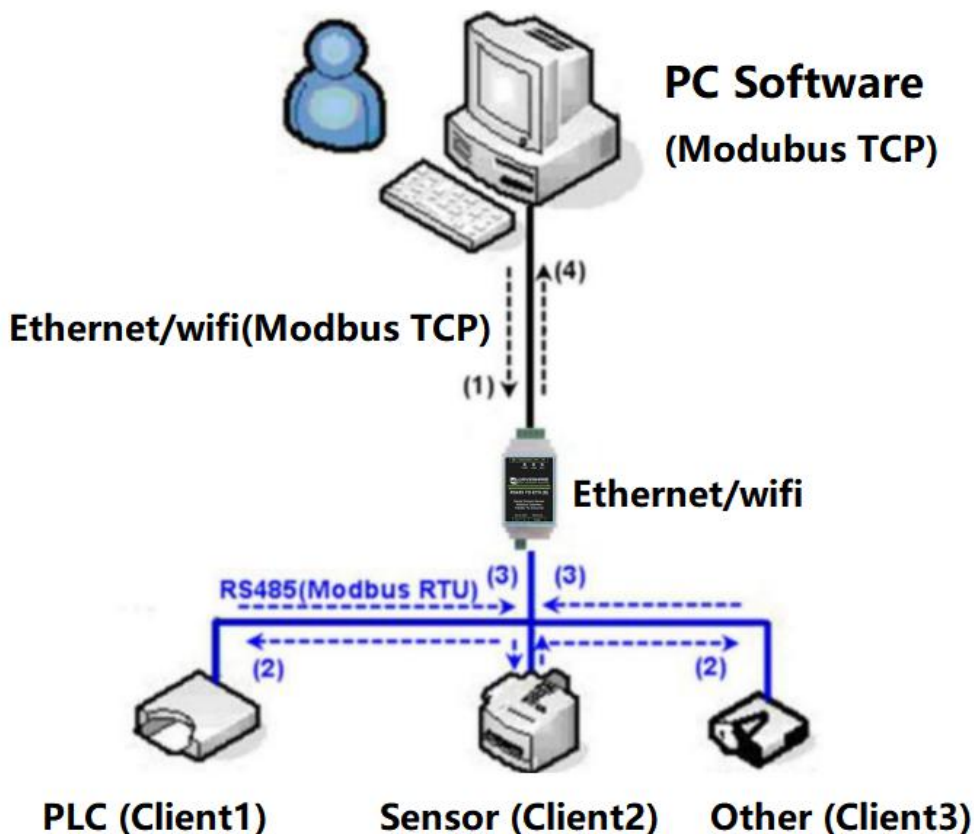 PC Software
(Modubus TCP)
(4)
Ethernet/wifi(Modbus TCP)
(1)
Ethernet/wifi
RS485(Modbus RTU)
(3)
(3)
(2)
(2)
PLC (Client1)
Sensor (Client2)
Other (Client3)